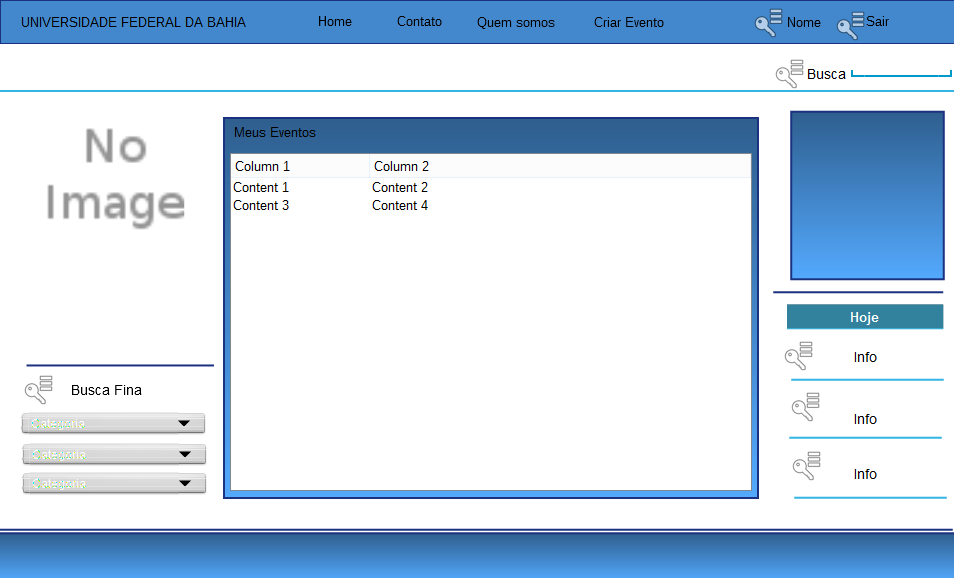 UNIVERSIDADE FEDERAL DA BAHIA Home Contato Quem somos Criar Evento Nome Sair
Busca
No
Image
Meus Eventos
Column 1 Column 2
Content 1 Content 2
Content 3 Content 4
Hoje
Info
Info
Info
Busca Fina
Categoria
Categoria
Categoria